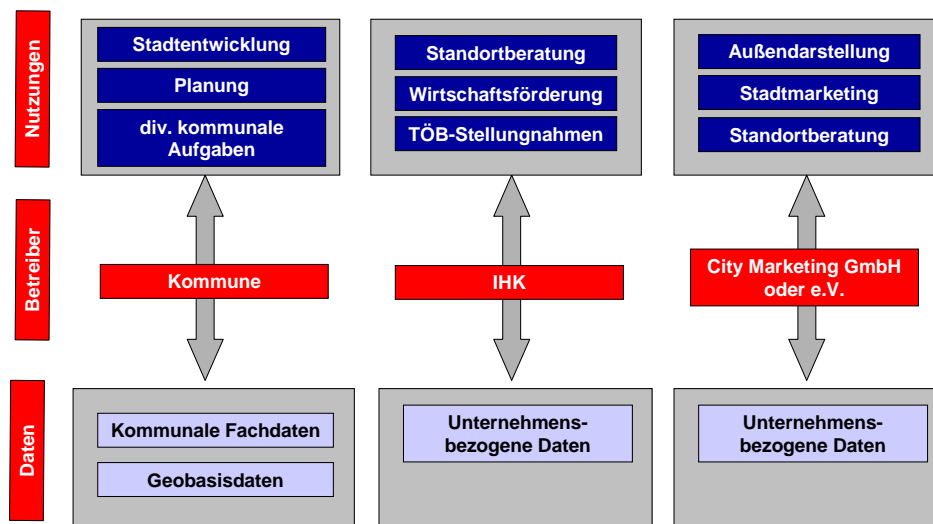 Nutzungen
Stadtentwicklung
Planung
div. kommunale
Aufgaben
Standortberatung
Wirtschaftsförderung
TÖB-Stellungnahmen
Außendarstellung
Stadtmarketing
Standortberatung
Betreiber
Kommune
IHK
City Marketing GmbH
oder e.V.
Daten
Kommunale Fachdaten
Geobasisdaten
Unternehmens-
bezogene Daten
Unternehmens-
bezogene Daten